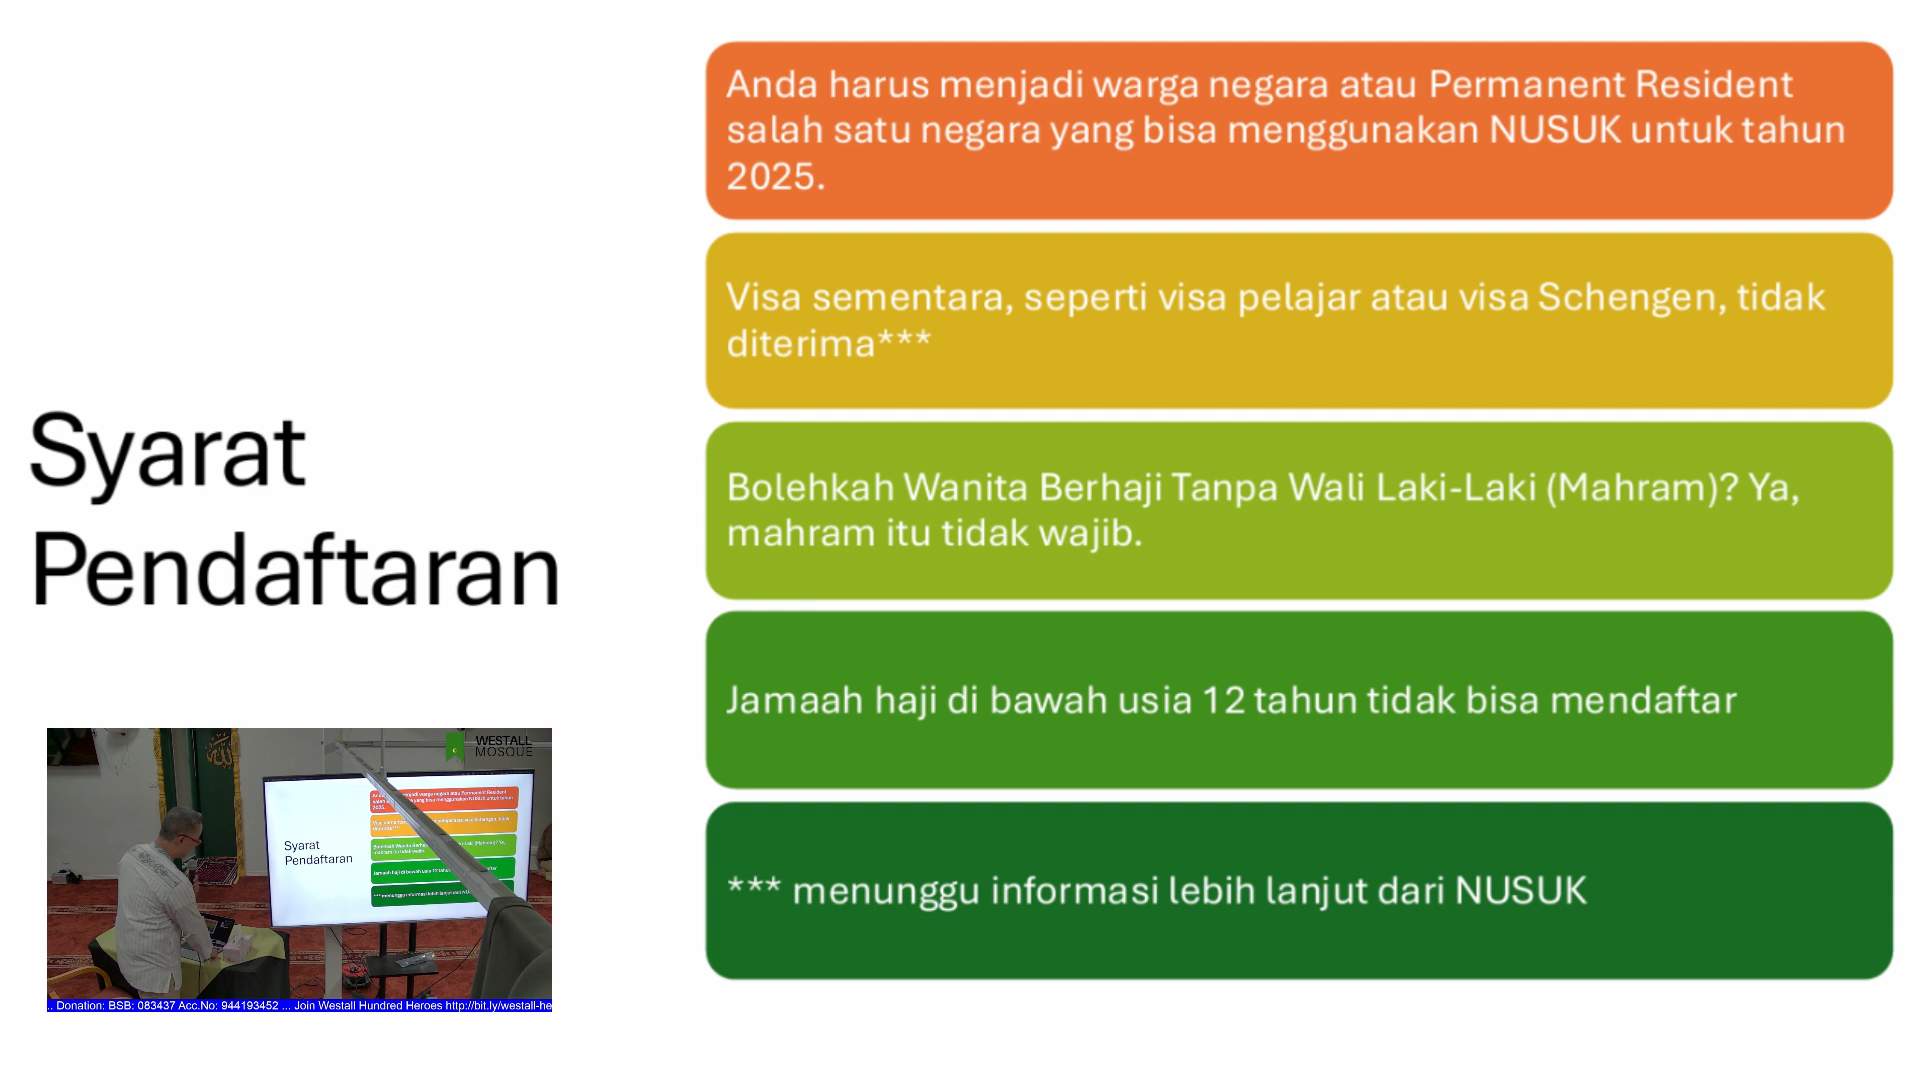 Syarat
Pendaftaran
Anda harus menjadi warga negara atau Permanent Resident
salah satu negara yang bisa menggunakan NUSUK untuk tahun
2025.
Visa sementara, seperti visa pelajar atau visa Schengen, tidak
diterima***
Bolehkah Wanita Berhaji Tanpa Wali Laki-Laki (Mahram)? Ya,
mahram itu tidak wajib.
Jamaah haji di bawah usia 12 tahun tidak bisa mendaftar
*** menunggu informasi lebih lanjut dari NUSUK
WESTALL
MOSQUE
Syarat
Pendaftaran
.. Donation: BSB: 083437 Acc.No: 944193452 ... Join Westall Hundred Heroes http://bit.ly/westall-he